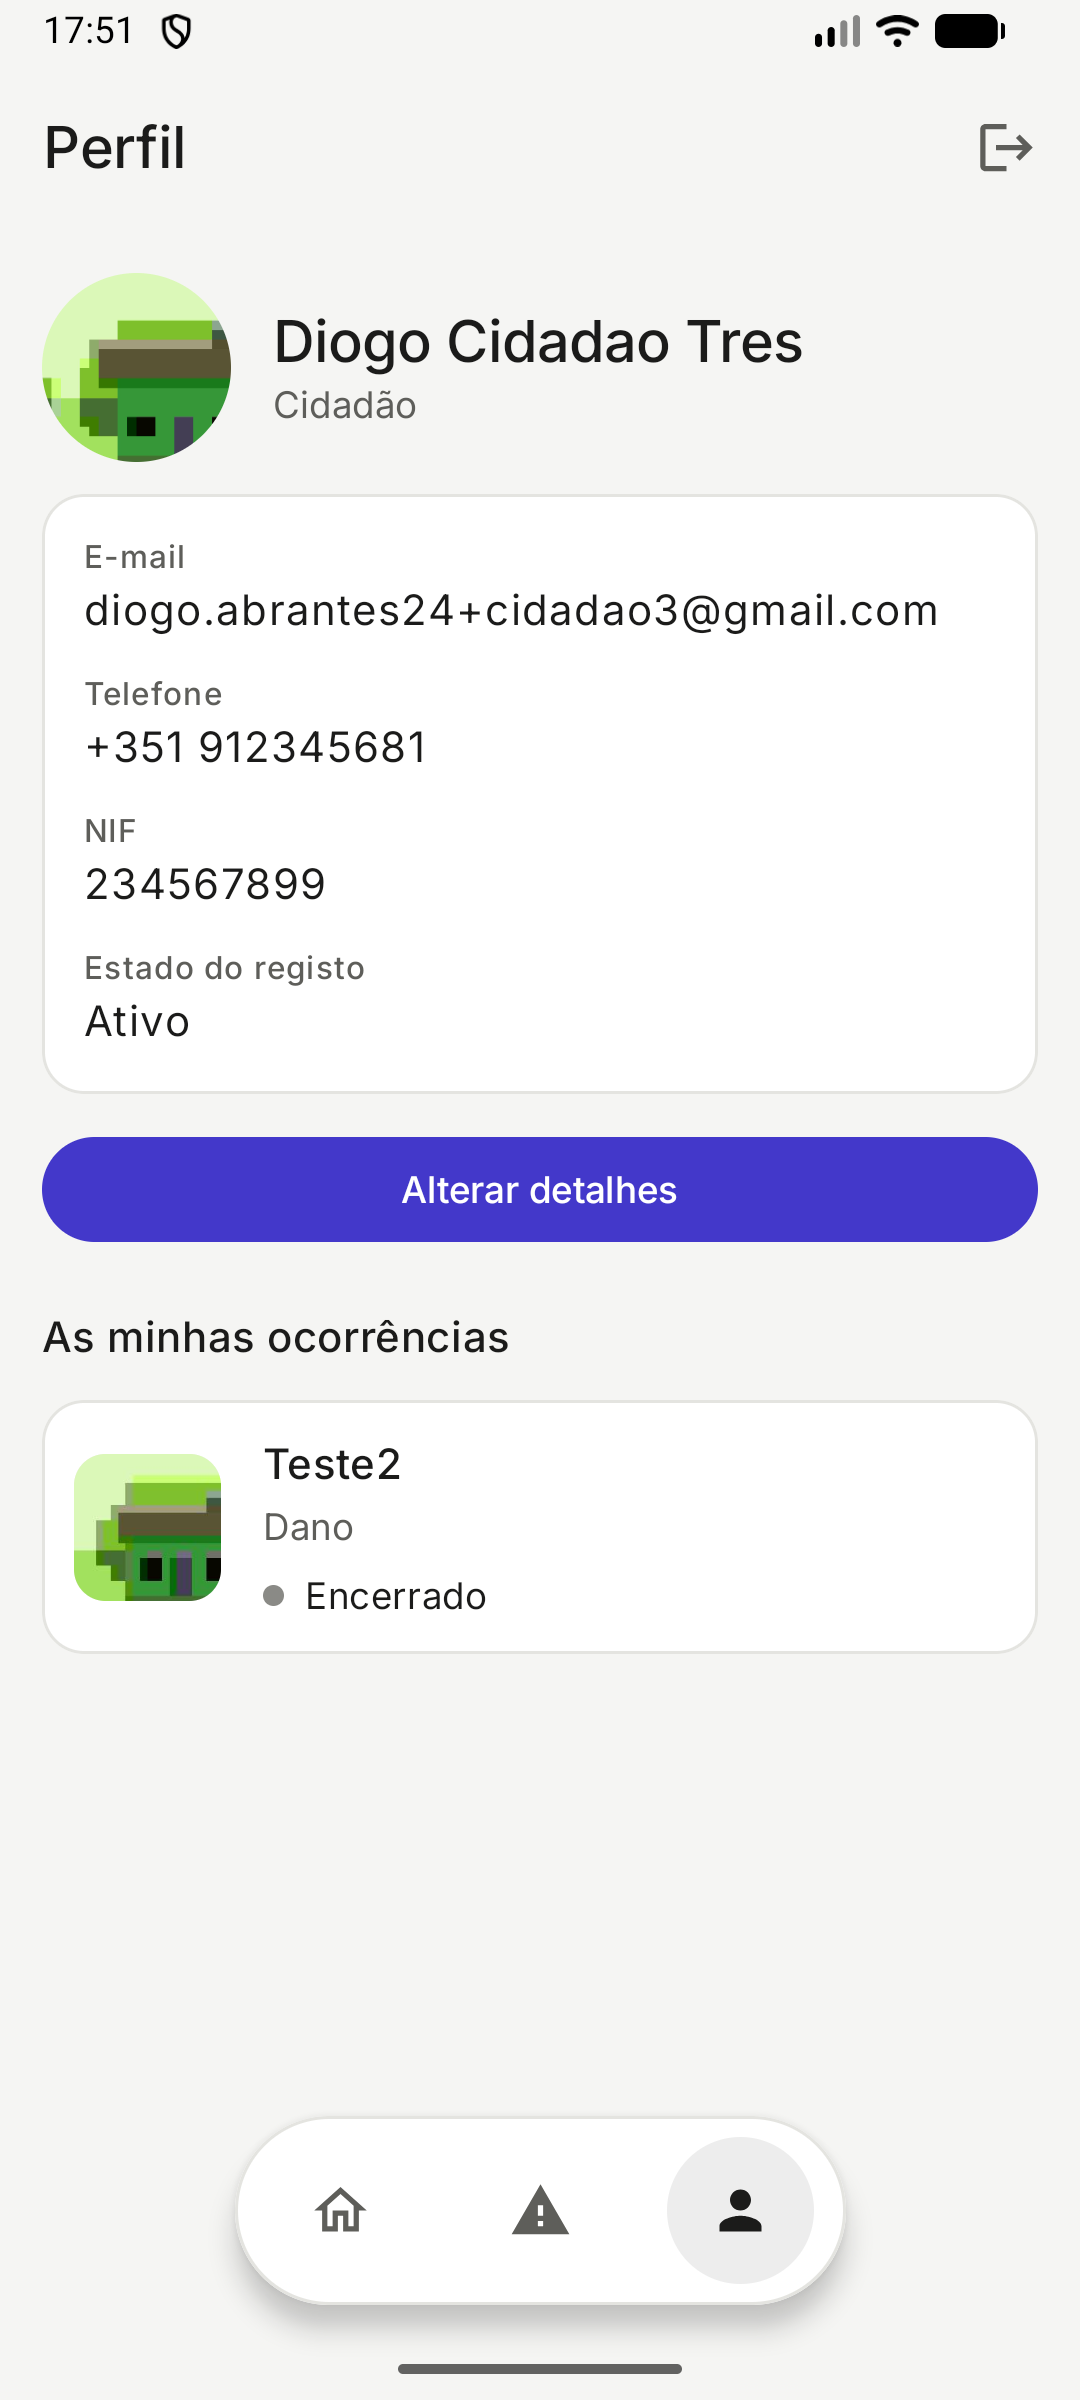 17:51
Perfil
Diogo Cidadao Tres
Cidadão
E-mail
diogo.abrantes24+cidadao3@gmail.com
Telefone
+351 912345681
NIF
234567899
Estado do registo
Ativo
Alterar detalhes
As minhas ocorrências
Teste2
Dano
Encerrado